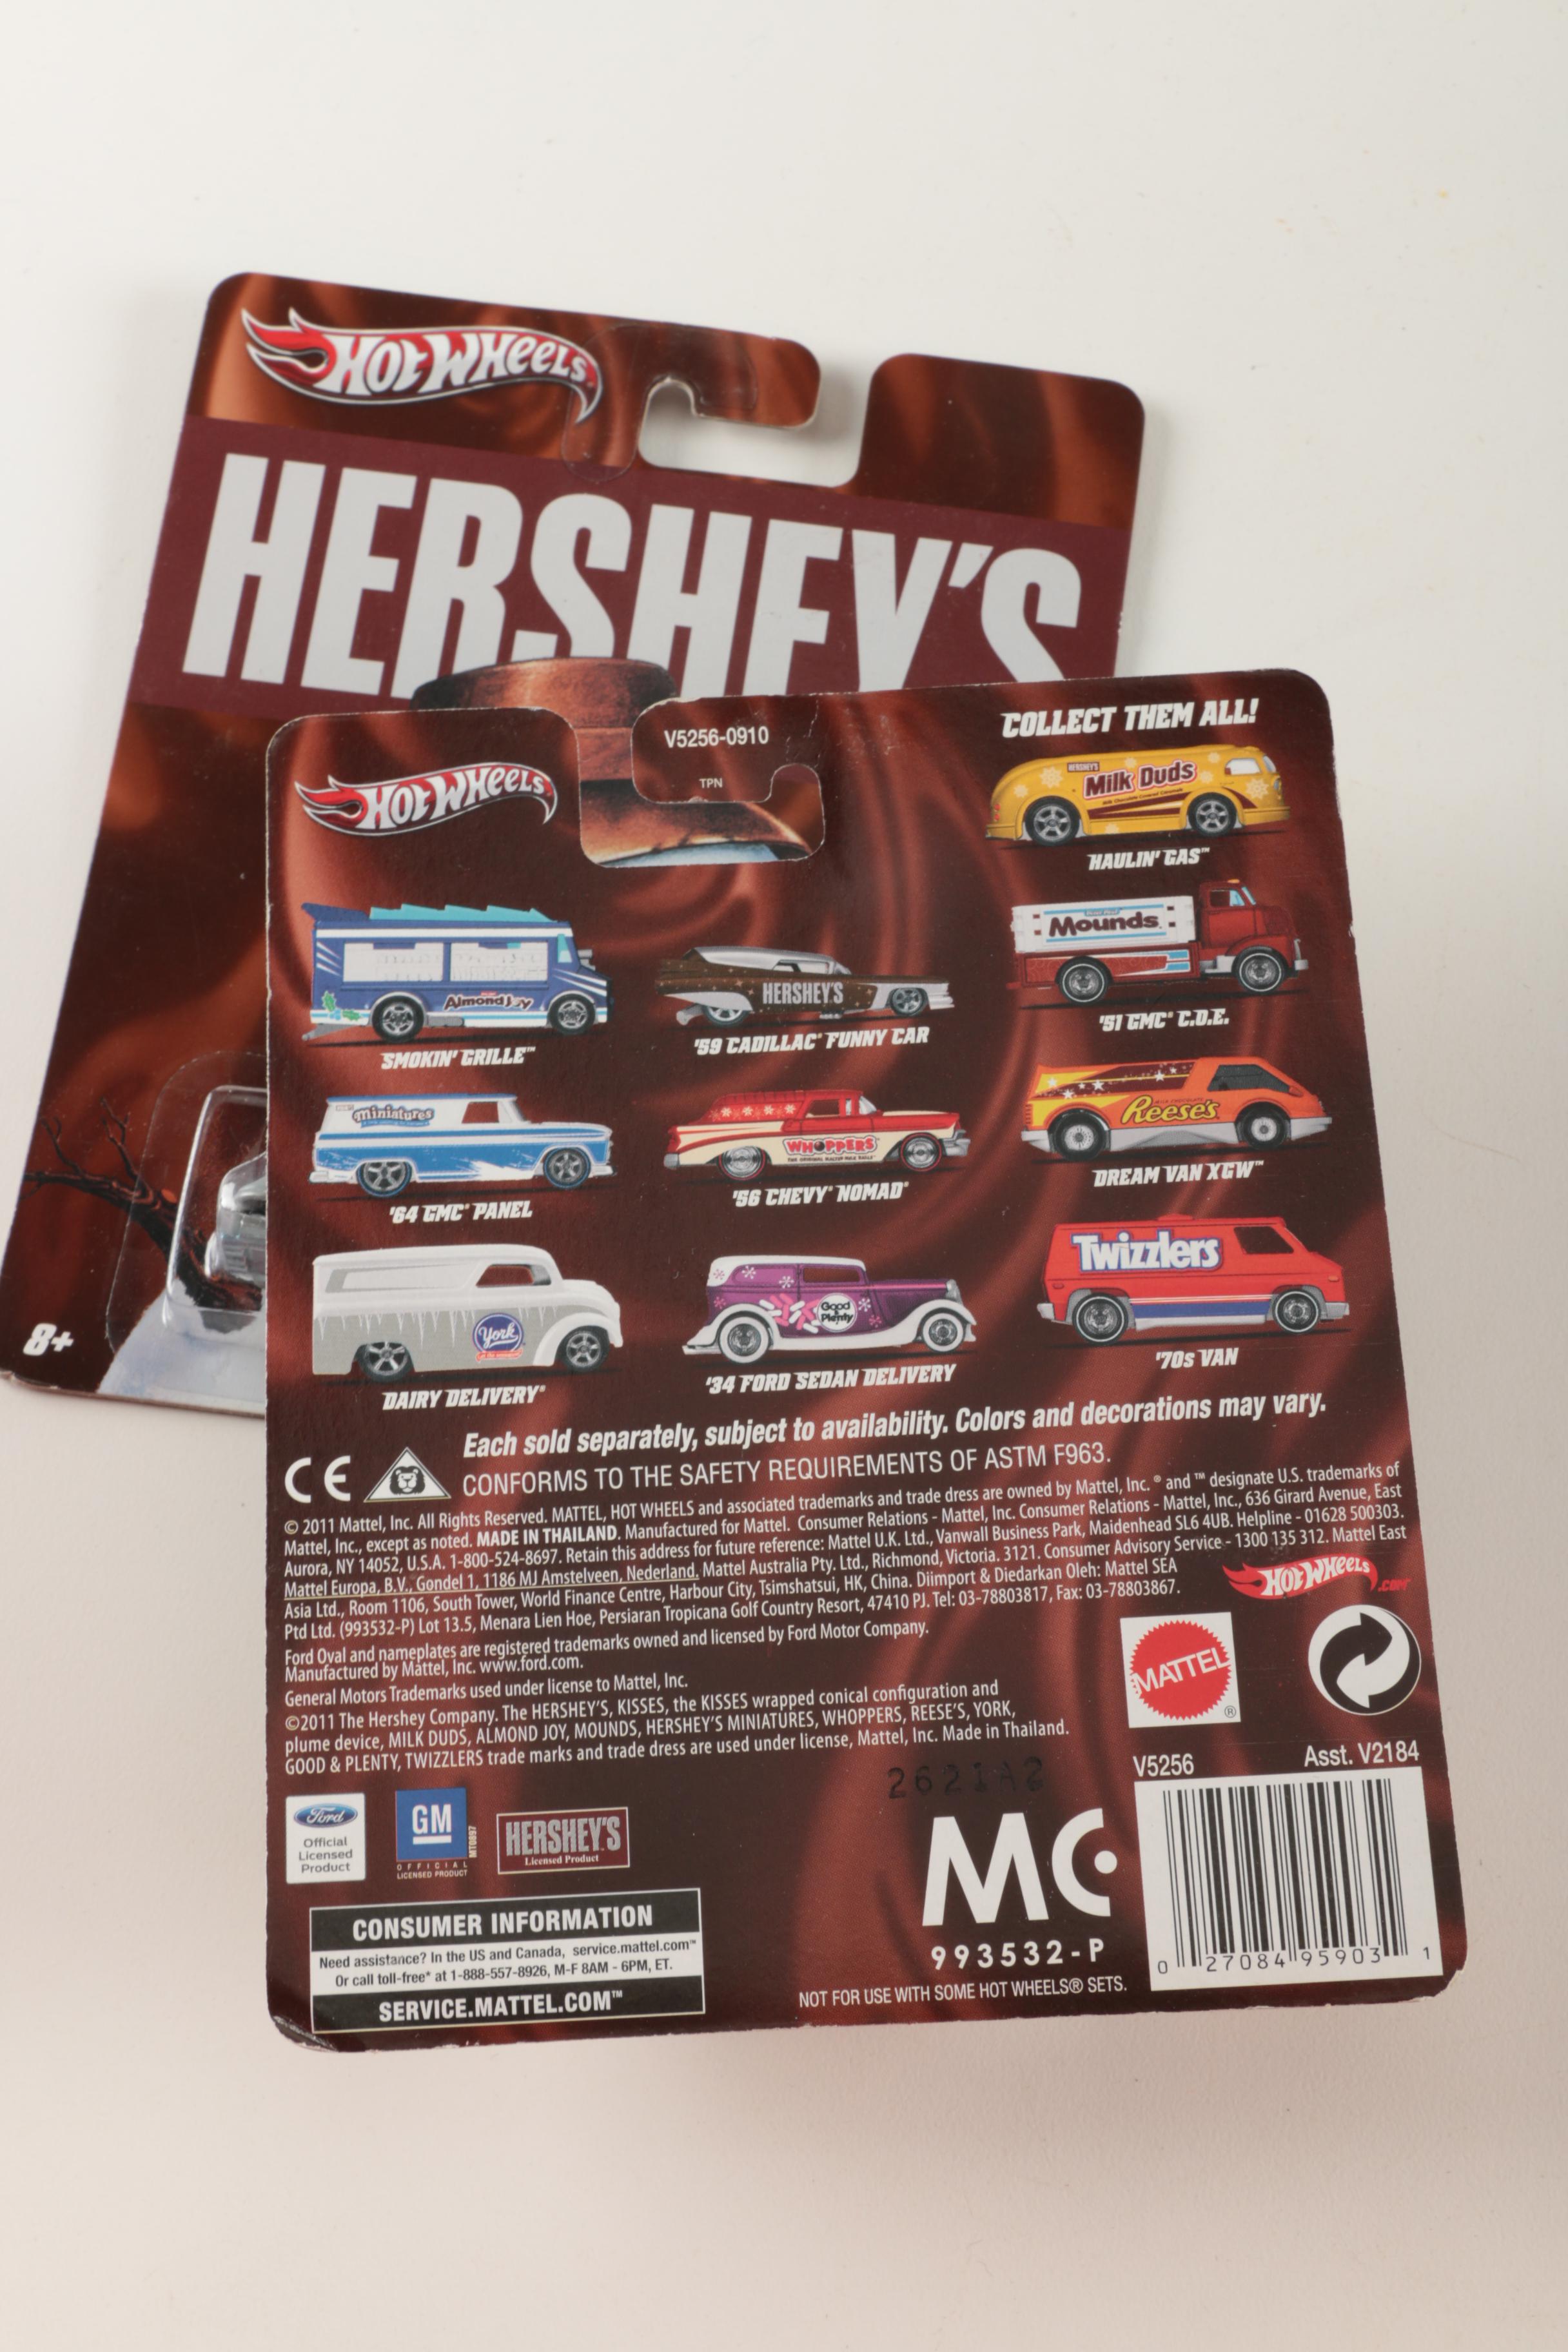 HOT WHEELS
HERSHEY'S
8+
V5256-0910
TPN
COLLECT THEM ALL!
HOT WHEELS
HERSHEY'S
Milk Duds
HAULIN' GAS™
Almond Joy
SMOKIN' GRILLE™
HERSHEY'S
'59 CADILLAC® FUNNY CAR
Mounds
'51 GMC® C.O.E.
miniatures
'64 GMC® PANEL
WHOPPERS
'56 CHEVY® NOMAD®
Reese's
DREAM VAN XGW™
York
DAIRY DELIVERY®
Good & Plenty
'34 FORD SEDAN DELIVERY
Twizzlers
'70s VAN
Each sold separately, subject to availability. Colors and decorations may vary.
CE
CONFORMS TO THE SAFETY REQUIREMENTS OF ASTM F963.
© 2011 Mattel, Inc. All Rights Reserved. MATTEL, HOT WHEELS and associated trademarks and trade dress are owned by Mattel, Inc. ® and ™ designate U.S. trademarks of
Mattel, Inc., except as noted. MADE IN THAILAND. Manufactured for Mattel. Consumer Relations - Mattel, Inc. Consumer Relations - Mattel, Inc., 636 Girard Avenue, East
Aurora, NY 14052, U.S.A. 1-800-524-8697. Retain this address for future reference: Mattel U.K. Ltd., Vanwall Business Park, Maidenhead SL6 4UB. Helpline - 01628 500303.
Mattel Europa, B.V., Gondel 1, 1186 MJ Amstelveen, Nederland. Mattel Australia Pty. Ltd., Richmond, Victoria. 3121. Consumer Advisory Service - 1300 135 312. Mattel East
Asia Ltd., Room 1106, South Tower, World Finance Centre, Harbour City, Tsimshatsui, HK, China. Diimport & Diedarkan Oleh: Mattel SEA
Ptd Ltd. (993532-P) Lot 13.5, Menara Lien Hoe, Persiaran Tropicana Golf Country Resort, 47410 PJ. Tel: 03-78803817, Fax: 03-78803867.
HOT WHEELS .com
Ford Oval and nameplates are registered trademarks owned and licensed by Ford Motor Company.
Manufactured by Mattel, Inc. www.ford.com.
General Motors Trademarks used under license to Mattel, Inc.
©2011 The Hershey Company. The HERSHEY'S, KISSES, the KISSES wrapped conical configuration and
plume device, MILK DUDS, ALMOND JOY, MOUNDS, HERSHEY'S MINIATURES, WHOPPERS, REESE'S, YORK,
GOOD & PLENTY, TWIZZLERS trade marks and trade dress are used under license, Mattel, Inc. Made in Thailand.
MATTEL ®
V5256 Asst. V2184
2621A2
Ford
Official
Licensed
Product
GM
OFFICIAL
LICENSED PRODUCT
MT0897
HERSHEY'S
Licensed Product
MC
993532-P
NOT FOR USE WITH SOME HOT WHEELS® SETS.
0 27084 95903 1
CONSUMER INFORMATION
Need assistance? In the US and Canada, service.mattel.com™
Or call toll-free* at 1-888-557-8926, M-F 8AM - 6PM, ET.
SERVICE.MATTEL.COM™